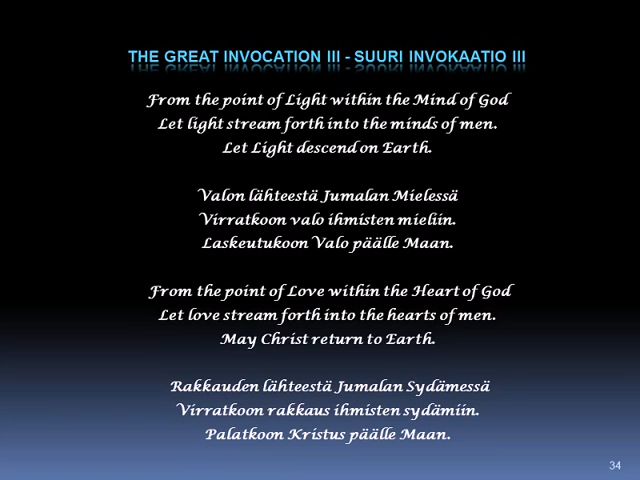 THE GREAT INVOCATION III - SUURI INVOKAATIO III
From the point of Light within the Mind of God
Let light stream forth into the minds of men.
Let Light descend on Earth.
Valon lähteestä Jumalan Mielessä
Virratkoon valo ihmisten mieliin.
Laskeutukoon Valo päälle Maan.
From the point of Love within the Heart of God
Let love stream forth into the hearts of men.
May Christ return to Earth.
Rakkauden lähteestä Jumalan Sydämessä
Virratkoon rakkaus ihmisten sydämiin.
Palatkoon Kristus päälle Maan.
34